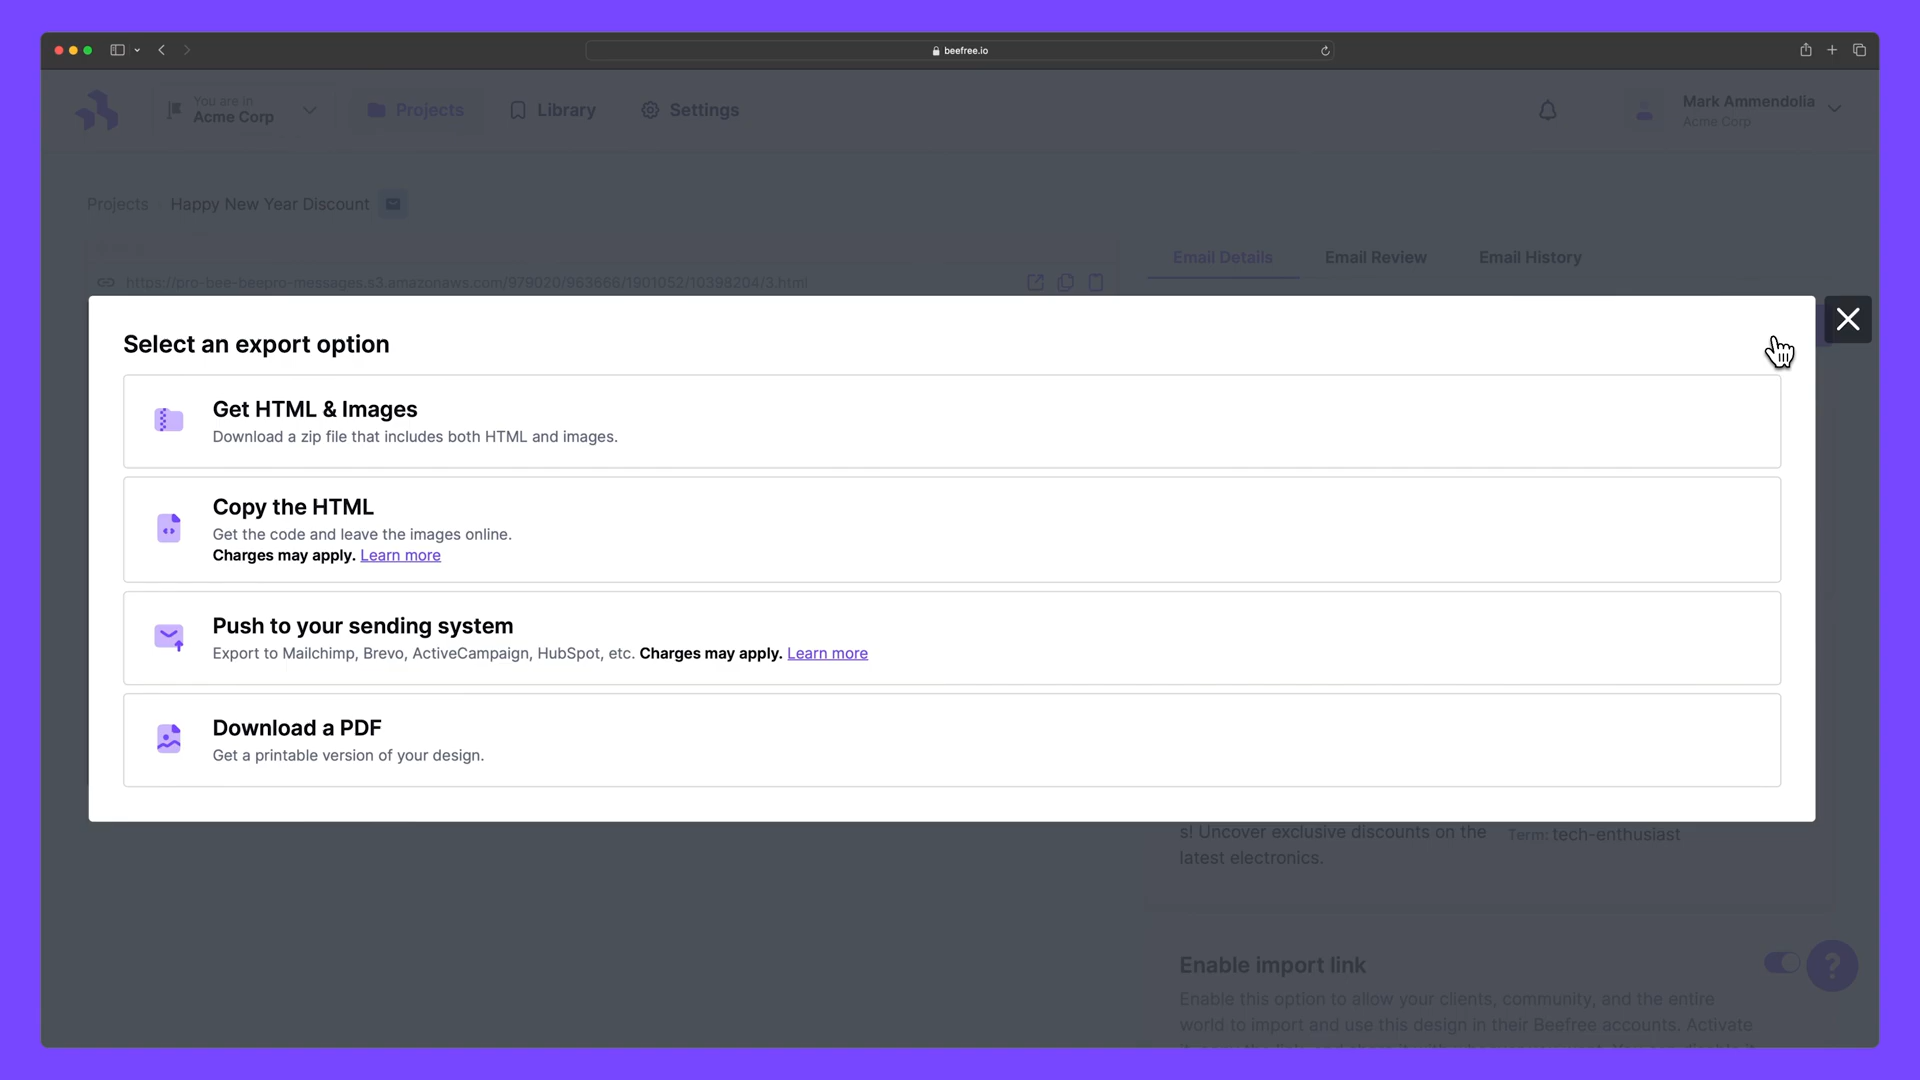 beefree.io
You are in
Acme Corp
Projects
Library
Settings
Mark Ammendolia
Acme Corp
Projects
Happy New Year Discount
Email Details
Email Review
Email History
https://pro-bee-beepro-messages.s3.amazonaws.com/979020/963666/1901052/10398204/3.html
Select an export option
Get HTML & Images
Download a zip file that includes both HTML and images.
Copy the HTML
Get the code and leave the images online.
Charges may apply. Learn more
Push to your sending system
Export to Mailchimp, Brevo, ActiveCampaign, HubSpot, etc. Charges may apply. Learn more
Download a PDF
Get a printable version of your design.
s! Uncover exclusive discounts on the
latest electronics.
Term: tech-enthusiast
Enable import link
?
Enable this option to allow your clients, community, and the entire
world to import and use this design in their Beefree accounts. Activate